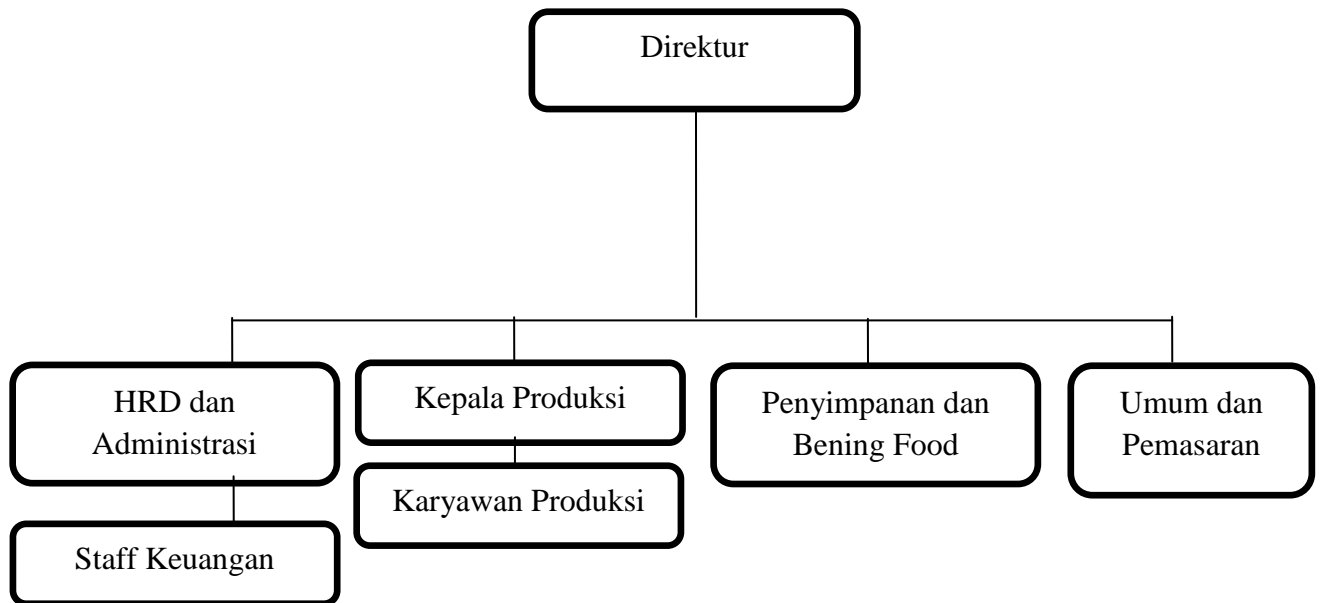 Direktur
HRD dan
Administrasi
Kepala Produksi
Penyimpanan dan
Bening Food
Umum dan
Pemasaran
Karyawan Produksi
Staff Keuangan